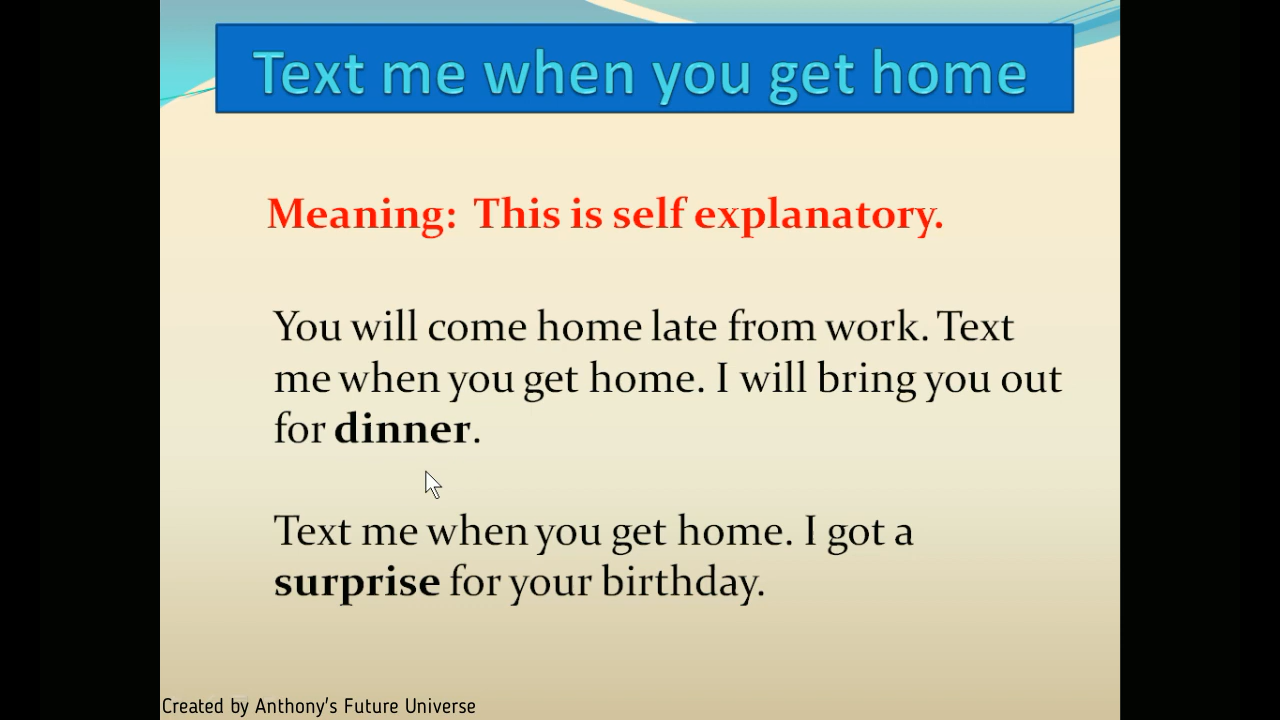 Text me when you get home
Meaning: This is self explanatory.
You will come home late from work. Text
me when you get home. I will bring you out
for dinner.
Text me when you get home. I got a
surprise for your birthday.
Created by Anthony's Future Universe